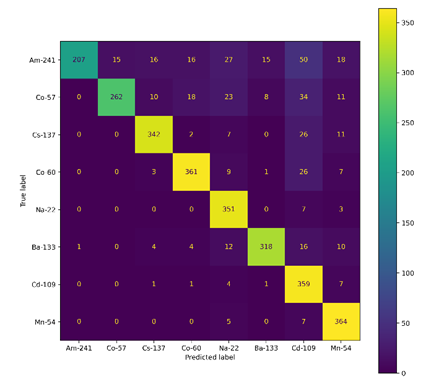 Am-241 207 15 16 16 27 15 50 18
Co-57 0 262 10 18 23 8 34 11
Cs-137 0 0 342 2 7 0 26 11
Co-60 0 0 3 361 9 1 26 7
Na-22 0 0 0 0 351 0 7 3
Ba-133 1 0 4 4 12 318 16 10
Cd-109 0 0 1 1 4 1 359 7
Mn-54 0 0 0 0 5 0 7 364
Am-241 Co-57 Cs-137 Co-60 Na-22 Ba-133 Cd-109 Mn-54
Predicted label
True label
350
300
250
200
150
100
50
0